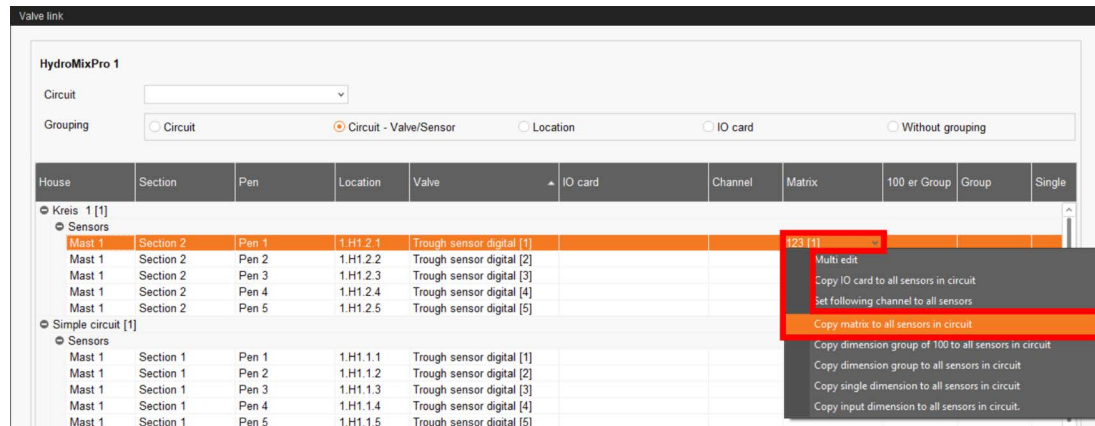 Valve link
HydroMixPro 1
Circuit
Grouping Circuit Circuit - Valve/Sensor Location IO card Without grouping
House Section Pen Location Valve IO card Channel Matrix 100 er Group Group Single
Kreis 1 [1]
Sensors
Mast 1 Section 2 Pen 1 1.H1.2.1 Trough sensor digital [1] 123 [1]
Mast 1 Section 2 Pen 2 1.H1.2.2 Trough sensor digital [2]
Mast 1 Section 2 Pen 3 1.H1.2.3 Trough sensor digital [3]
Mast 1 Section 2 Pen 4 1.H1.2.4 Trough sensor digital [4]
Mast 1 Section 2 Pen 5 1.H1.2.5 Trough sensor digital [5]
Simple circuit [1]
Sensors
Mast 1 Section 1 Pen 1 1.H1.1.1 Trough sensor digital [1]
Mast 1 Section 1 Pen 2 1.H1.1.2 Trough sensor digital [2]
Mast 1 Section 1 Pen 3 1.H1.1.3 Trough sensor digital [3]
Mast 1 Section 1 Pen 4 1.H1.1.4 Trough sensor digital [4]
Mast 1 Section 1 Pen 5 1.H1.1.5 Trough sensor digital [5]
Multi edit
Copy IO card to all sensors in circuit
Set following channel to all sensors
Copy matrix to all sensors in circuit
Copy dimension group of 100 to all sensors in circuit
Copy dimension group to all sensors in circuit
Copy single dimension to all sensors in circuit
Copy input dimension to all sensors in circuit.